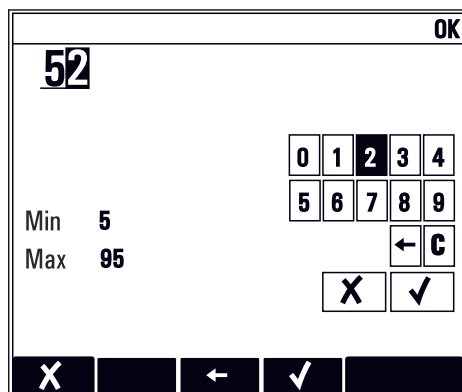 OK
52
0 1 2 3 4
5 6 7 8 9
Min 5
← C
Max 95
X ✓
X ← ✓